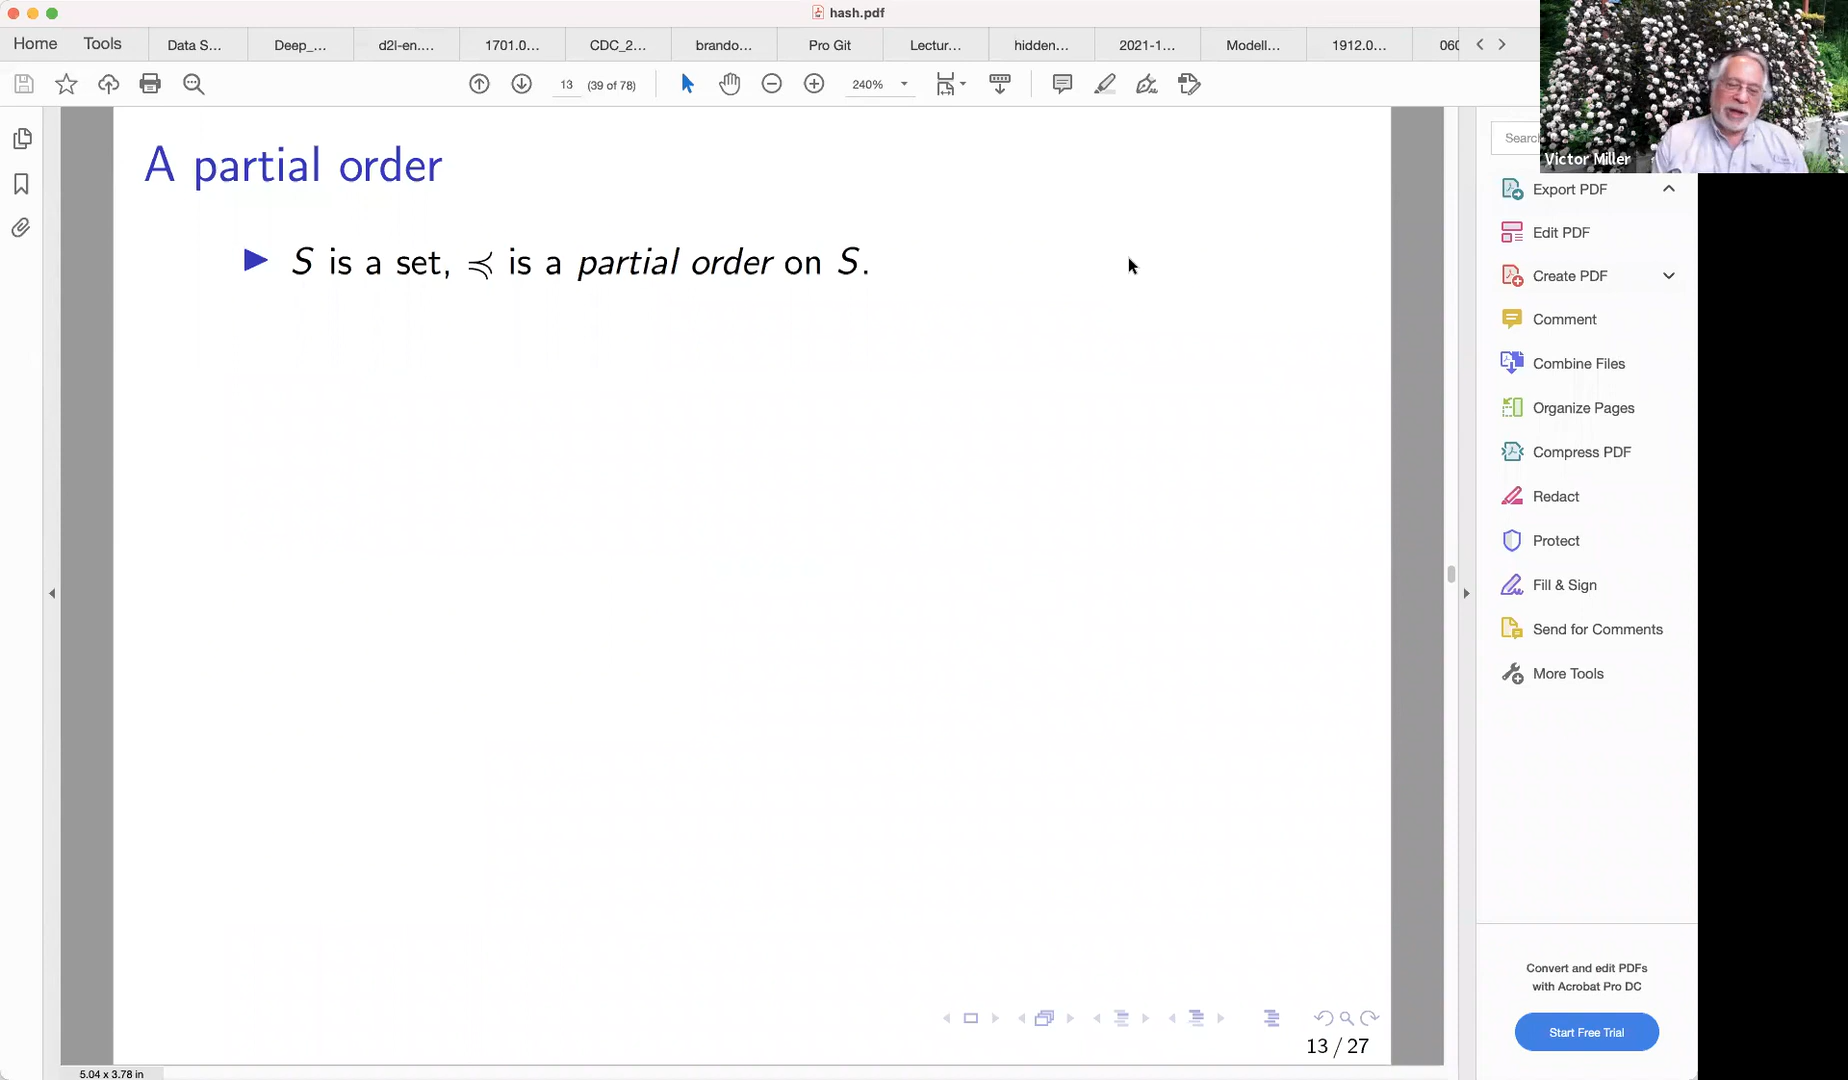 hash.pdf
Home
Tools
Data S...
Deep_...
d2l-en....
1701.0...
CDC_2...
brando...
Pro Git
Lectur...
hidden...
2021-1...
Modell...
1912.0...
060
13
(39 of 78)
240%
A partial order
▶ S is a set, ≼ is a partial order on S.
13 / 27
5.04 x 3.78 in
Victor Miller
Searc
Export PDF
Edit PDF
Create PDF
Comment
Combine Files
Organize Pages
Compress PDF
Redact
Protect
Fill & Sign
Send for Comments
More Tools
Convert and edit PDFs
with Acrobat Pro DC
Start Free Trial